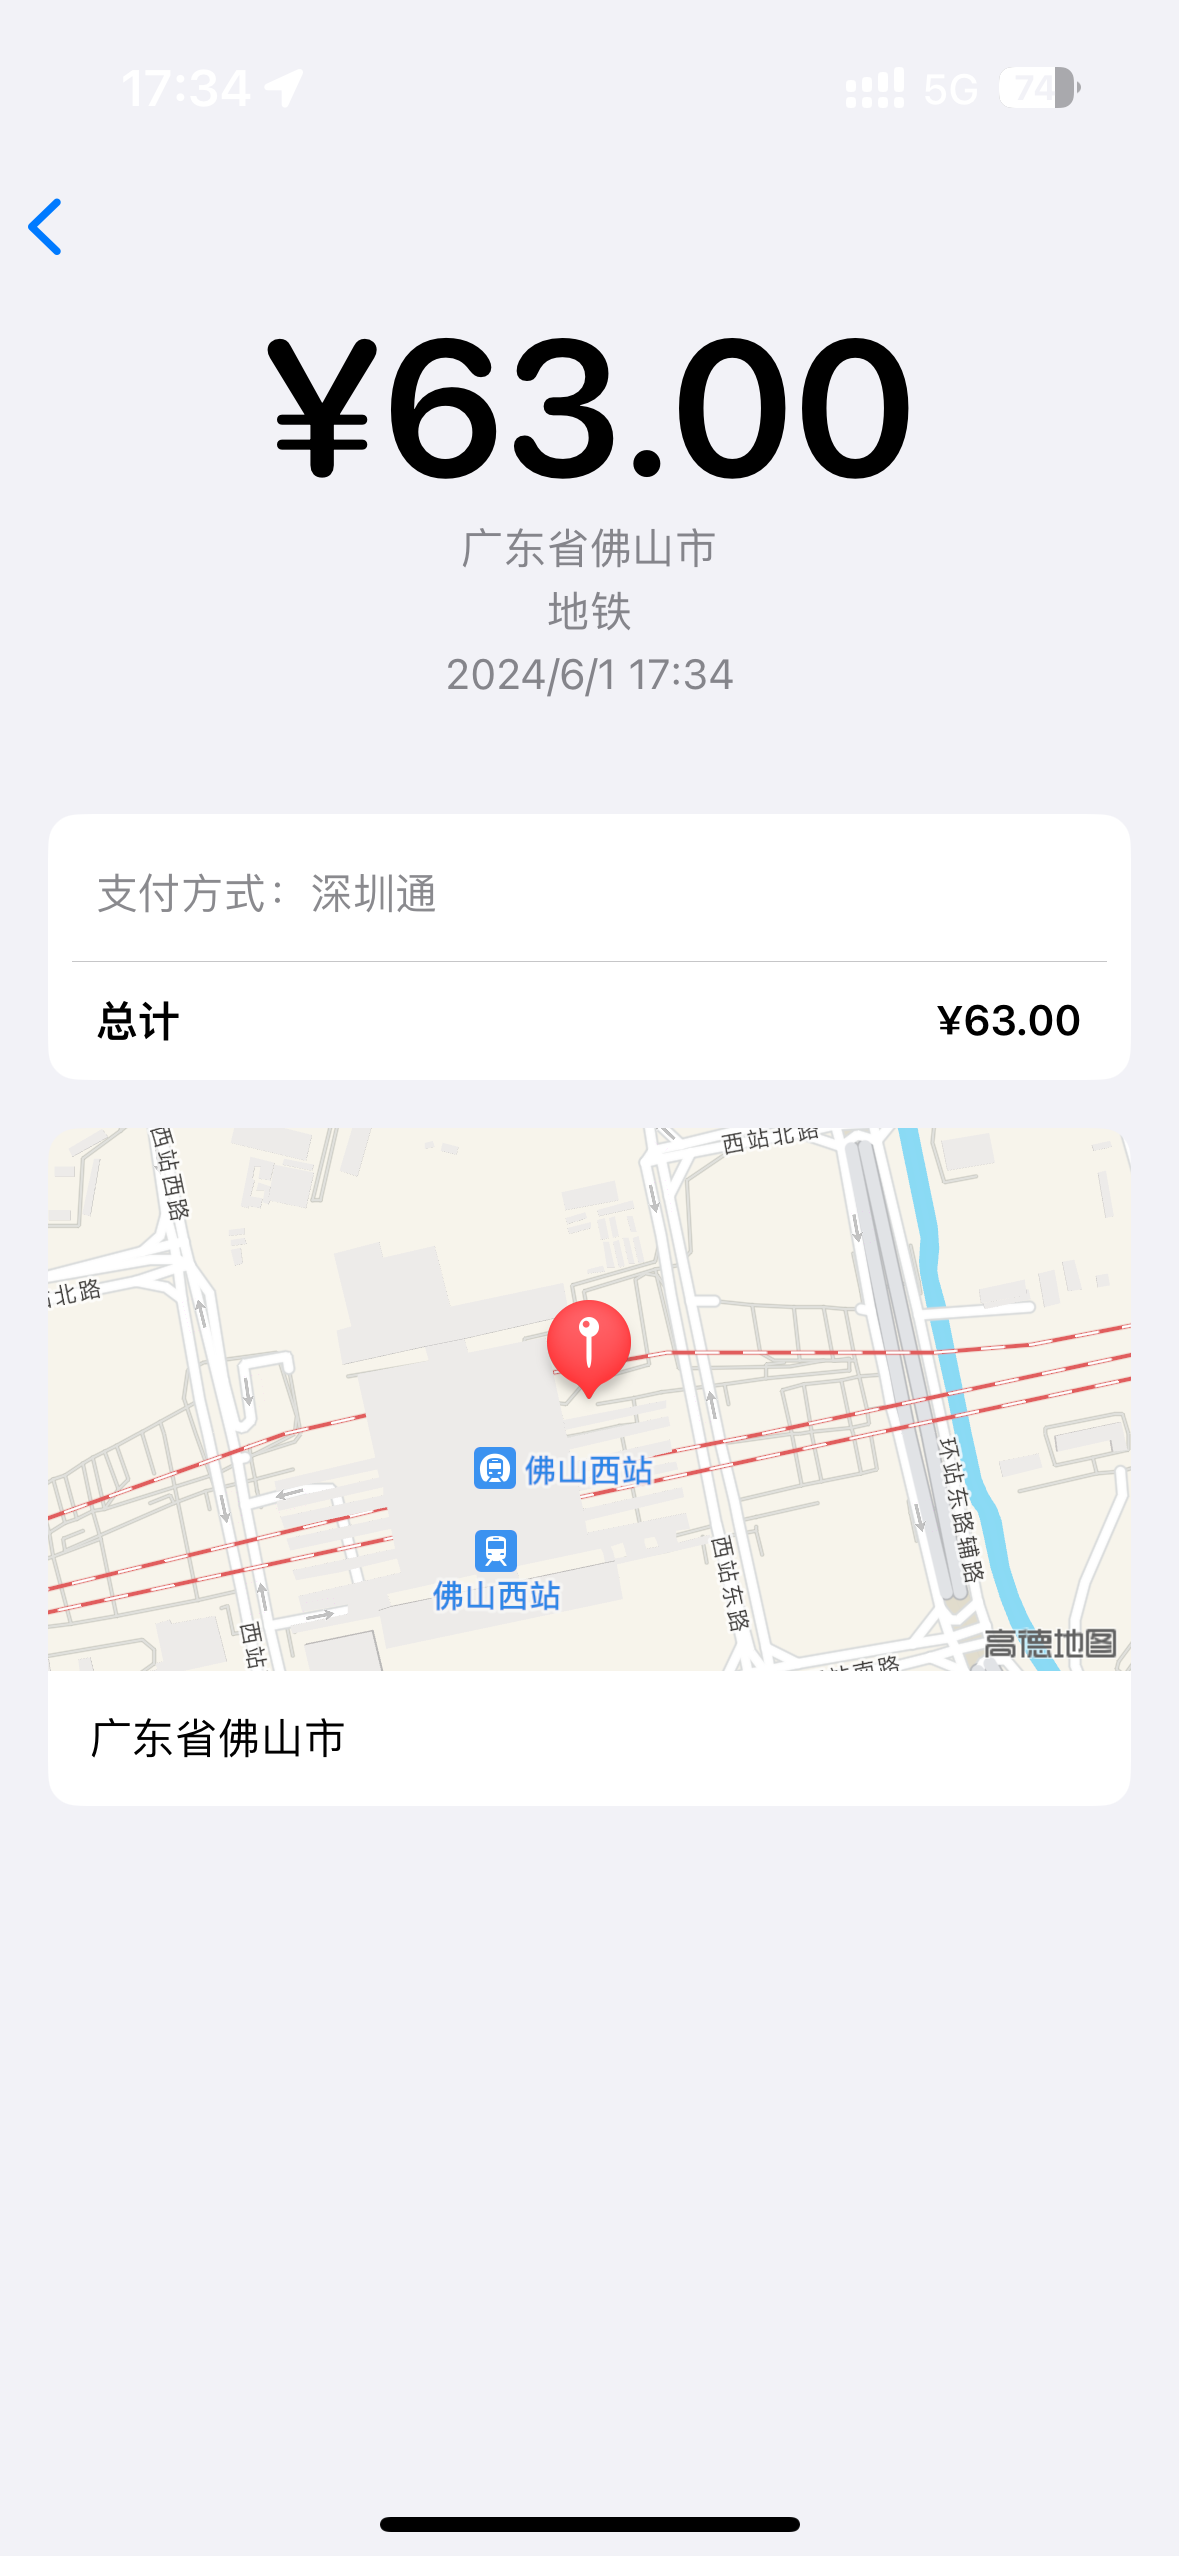 17:34
5G 74
¥63.00
广东省佛山市
地铁
2024/6/1 17:34
支付方式：深圳通
总计 ¥63.00
西站西路
西站北路
北路
佛山西站
佛山西站
环站东路辅路
西站东路
西站
站南路
高德地图
广东省佛山市